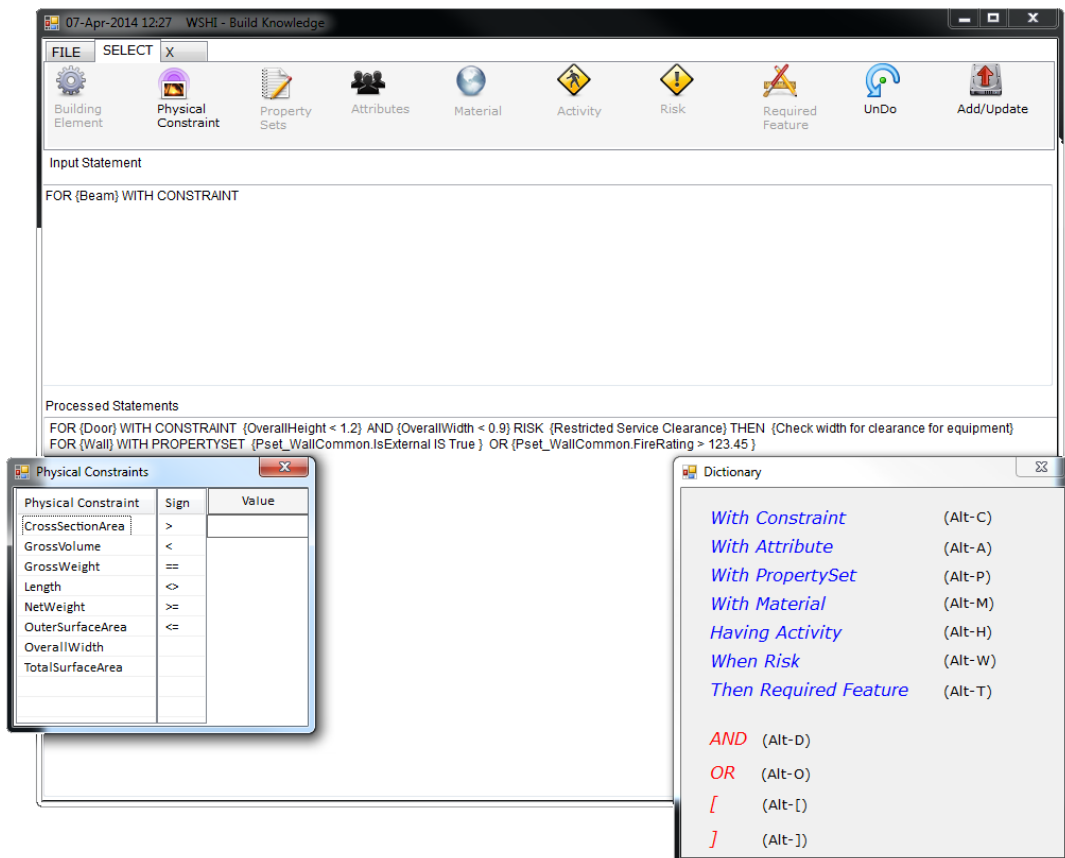 07-Apr-2014 12:27 WSHI - Build Knowledge
FILE SELECT X
Building Element
Physical Constraint
Property Sets
Attributes
Material
Activity
Risk
Required Feature
UnDo
Add/Update
Input Statement
FOR {Beam} WITH CONSTRAINT
Processed Statements
FOR {Door} WITH CONSTRAINT {OverallHeight < 1.2} AND {OverallWidth < 0.9} RISK {Restricted Service Clearance} THEN {Check width for clearance for equipment}
FOR {Wall} WITH PROPERTYSET {Pset_WallCommon.IsExternal IS True } OR {Pset_WallCommon.FireRating > 123.45 }
Physical Constraints
Physical Constraint Sign Value
CrossSectionArea >
GrossVolume <
GrossWeight ==
Length <>
NetWeight >=
OuterSurfaceArea <=
OverallWidth
TotalSurfaceArea
Dictionary
With Constraint (Alt-C)
With Attribute (Alt-A)
With PropertySet (Alt-P)
With Material (Alt-M)
Having Activity (Alt-H)
When Risk (Alt-W)
Then Required Feature (Alt-T)
AND (Alt-D)
OR (Alt-O)
[ (Alt-[)
] (Alt-])